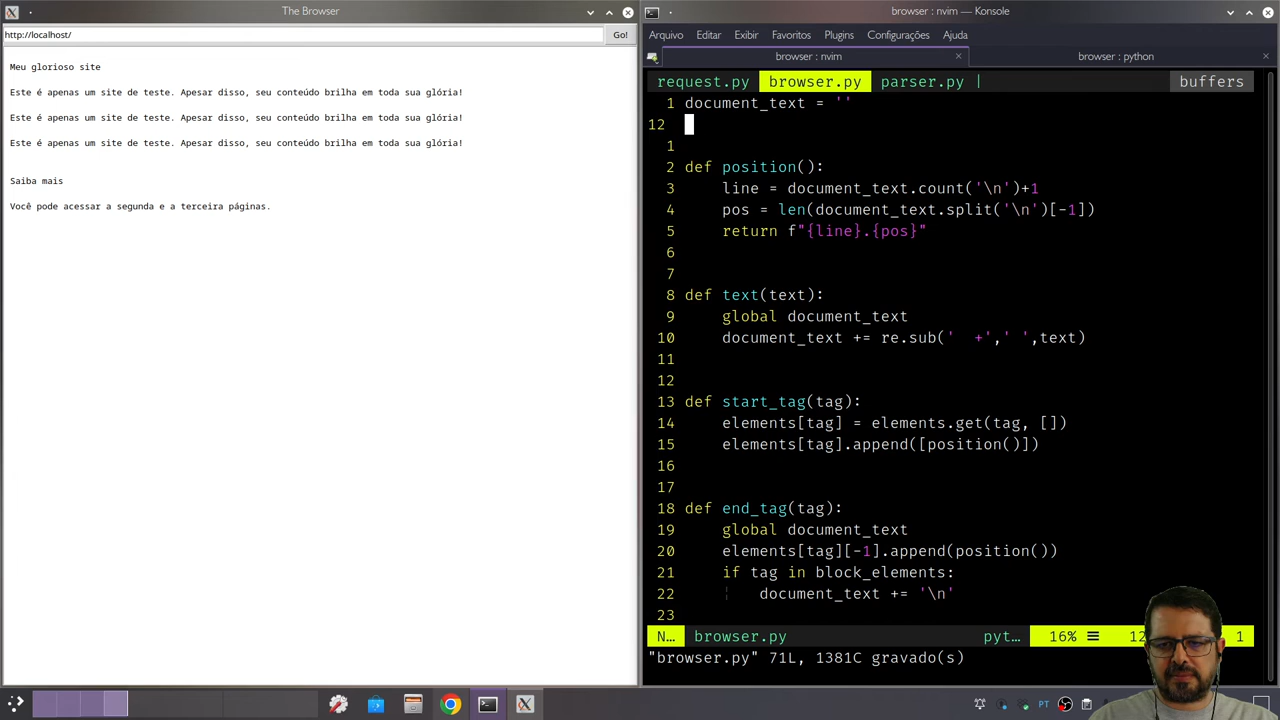 The Browser
http://localhost/
Go!
Meu glorioso site
Este é apenas um site de teste. Apesar disso, seu conteúdo brilha em toda sua glória!
Este é apenas um site de teste. Apesar disso, seu conteúdo brilha em toda sua glória!
Este é apenas um site de teste. Apesar disso, seu conteúdo brilha em toda sua glória!
Saiba mais
Você pode acessar a segunda e a terceira páginas.
browser : nvim — Konsole
Arquivo Editar Exibir Favoritos Plugins Configurações Ajuda
browser : nvim
browser : python
request.py browser.py parser.py | buffers
1 document_text = ''
12
1
2 def position():
3     line = document_text.count('\n')+1
4     pos = len(document_text.split('\n')[-1])
5     return f"{line}.{pos}"
6
7
8 def text(text):
9     global document_text
10     document_text += re.sub('  +',' ',text)
11
12
13 def start_tag(tag):
14     elements[tag] = elements.get(tag, [])
15     elements[tag].append([position()])
16
17
18 def end_tag(tag):
19     global document_text
20     elements[tag][-1].append(position())
21     if tag in block_elements:
22     ¦   document_text += '\n'
23
N… browser.py pyt… 16% ☰ 12 1
"browser.py" 71L, 1381C gravado(s)
PT